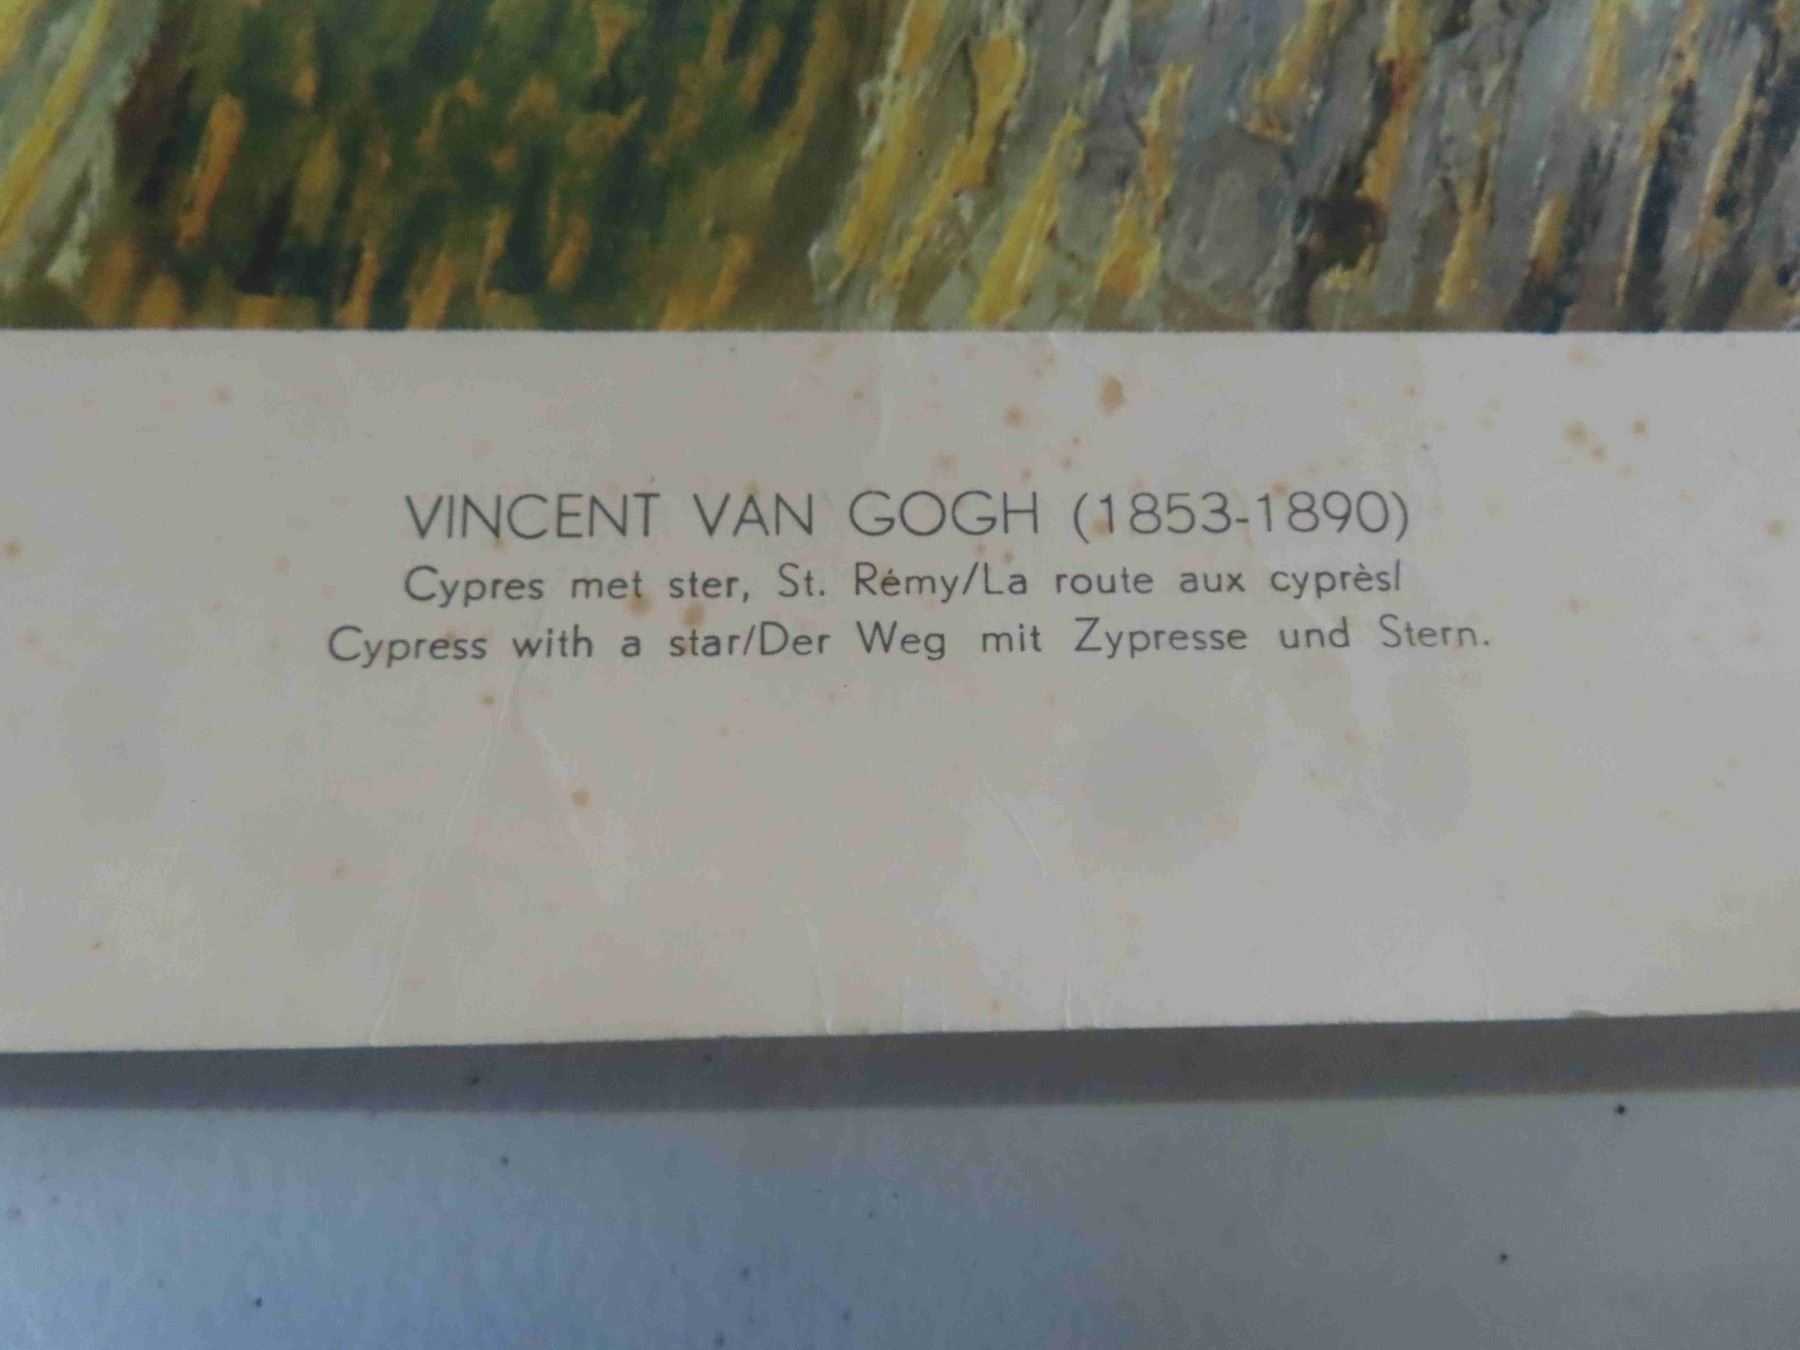 VINCENT VAN GOGH (1853-1890)
Cypres met ster, St. Rémy/La route aux cyprèsl
Cypress with a star/Der Weg mit Zypresse und Stern.